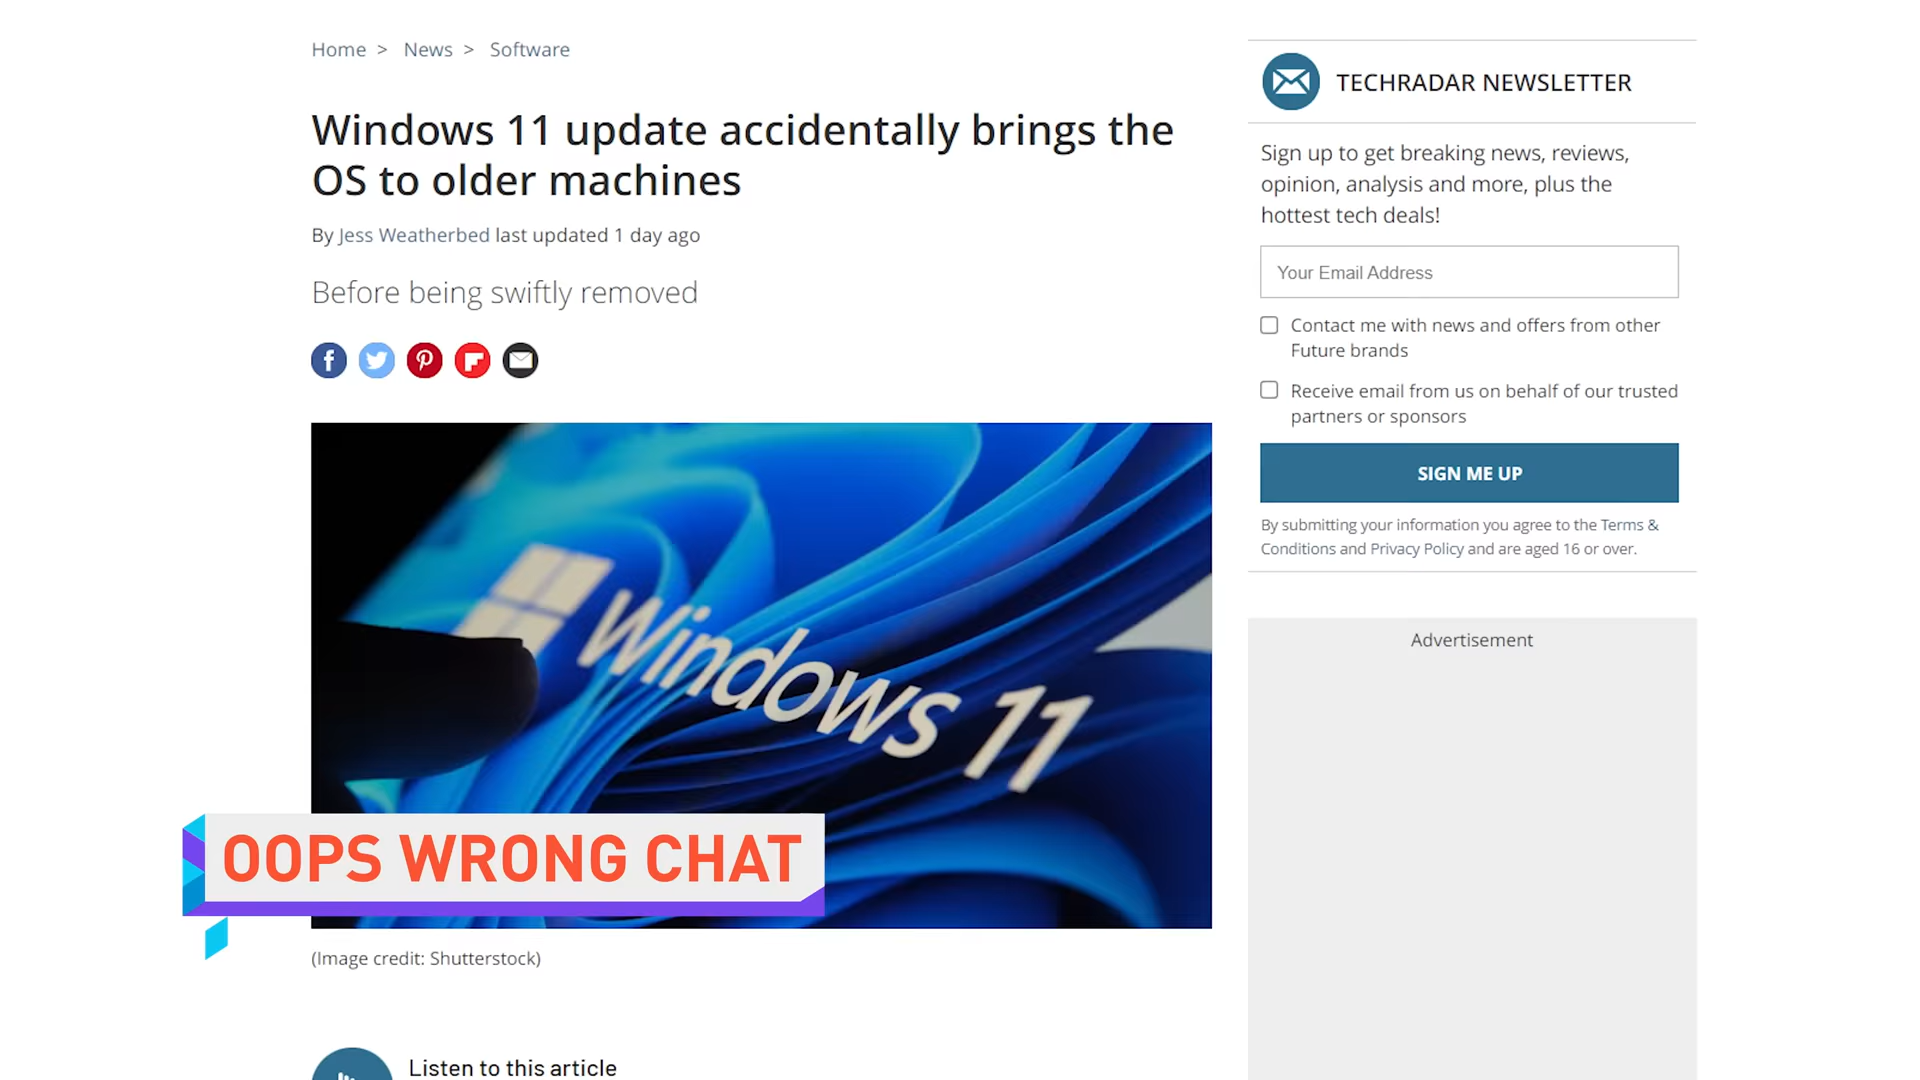 Home > News > Software
Windows 11 update accidentally brings the
OS to older machines
By Jess Weatherbed last updated 1 day ago
Before being swiftly removed
Windows 11
OOPS WRONG CHAT
(Image credit: Shutterstock)
Listen to this article
TECHRADAR NEWSLETTER
Sign up to get breaking news, reviews,
opinion, analysis and more, plus the
hottest tech deals!
Your Email Address
Contact me with news and offers from other
Future brands
Receive email from us on behalf of our trusted
partners or sponsors
SIGN ME UP
By submitting your information you agree to the Terms &
Conditions and Privacy Policy and are aged 16 or over.
Advertisement